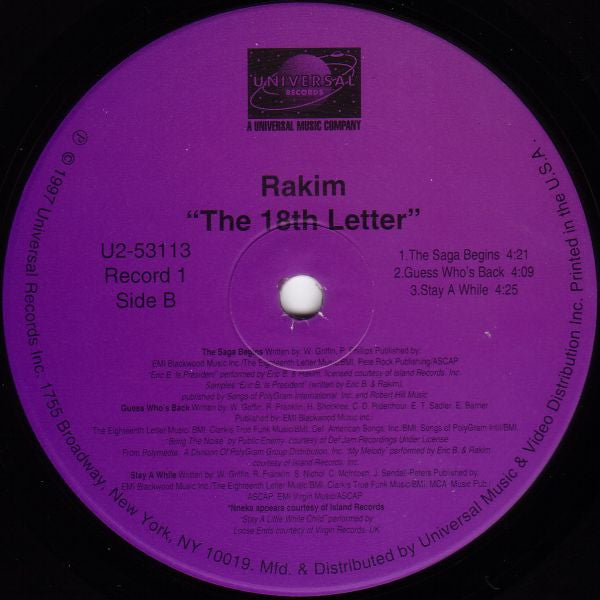 UNIVERSAL
RECORDS
A UNIVERSAL MUSIC COMPANY
Rakim
“The 18th Letter”
U2-53113
Record 1
Side B
1.The Saga Begins 4:21
2.Guess Who's Back 4:09
3.Stay A While 4:25
The Saga Begins Written by: W. Griffin, P. Phillips Published by:
EMI Blackwood Music Inc./The Eighteenth Letter Music/BMI, Pete Rock Publishing/ASCAP
"Eric B. Is President" performed by Eric B. & Rakim, licensed courtesy of Island Records, Inc.
Samples "Eric B. is President" (written by Eric B. & Rakim),
published by Songs of PolyGram International, Inc. and Robert Hill Music
Guess Who's Back Written by: W. Griffin, R. Franklin, H. Shocklee, C. D. Ridenhour, E. T. Sadler, E. Barrier
Published by: EMI Blackwood Music Inc./
The Eighteenth Letter Music/BMI, Clark's True Funk Music/BMI, Def American Songs, Inc./BMI, Songs of PolyGram Intl/BMI.
"Bring The Noise" by Public Enemy, courtesy of Def Jam Recordings Under License
From Polymedia, A Division Of PolyGram Group Distribution, Inc. "My Melody" performed by Eric B. & Rakim
courtesy of Island Records, Inc.
Stay A While Written by: W. Griffin, R. Franklin, S. Nichol, C. McIntosh, J. Sendall-Peters Published by:
EMI Blackwood Music Inc./The Eighteenth Letter Music/BMI, Clark's True Funk Music/BMI, MCA Music Pub./
ASCAP, EMI Virgin Music/ASCAP
*Nneka appears courtesy of Island Records
"Stay A Little While Child" performed by
Loose Ends courtesy of Virgin Records, UK
℗ © 1997 Universal Records Inc. 1755 Broadway, New York, NY 10019. Mfd. & Distributed by Universal Music & Video Distribution Inc. Printed in the U.S.A.